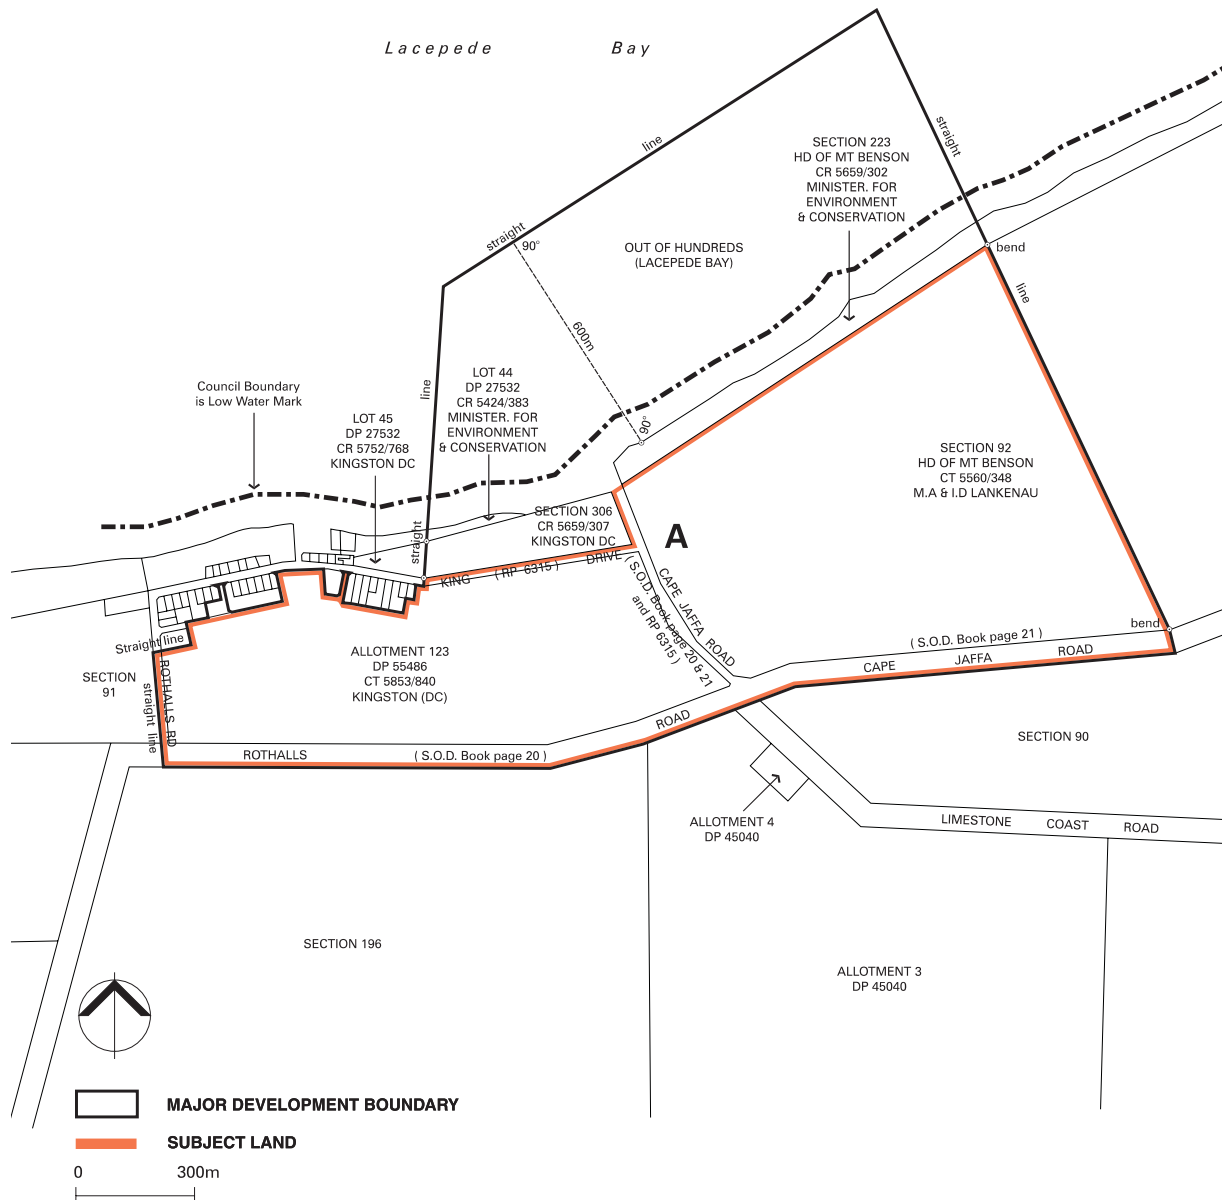 Lacepede Bay
straight
line
SECTION 223
HD OF MT BENSON
CR 5659/302
MINISTER. FOR
ENVIRONMENT
& CONSERVATION
straight
90°
OUT OF HUNDREDS
(LACEPEDE BAY)
bend
line
600m
line
LOT 44
DP 27532
CR 5424/383
MINISTER. FOR
ENVIRONMENT
& CONSERVATION
Council Boundary
is Low Water Mark
LOT 45
DP 27532
CR 5752/768
KINGSTON DC
90°
SECTION 92
HD OF MT BENSON
CT 5560/348
M.A & I.D LANKENAU
straight
SECTION 306
CR 5659/307
KINGSTON DC
A
KING ( RP 6315 ) DRIVE
CAPE JAFFA ROAD
( S.O.D. Book page 20 & 21
and RP 6315 )
bend
( S.O.D. Book page 21 )
CAPE JAFFA ROAD
Straight line
ALLOTMENT 123
DP 55486
CT 5853/840
KINGSTON (DC)
SECTION
91
ROTHALLS RD
straight line
ROAD
ROTHALLS ( S.O.D. Book page 20 )
SECTION 90
ALLOTMENT 4
DP 45040
LIMESTONE COAST ROAD
SECTION 196
ALLOTMENT 3
DP 45040
MAJOR DEVELOPMENT BOUNDARY
SUBJECT LAND
0 300m